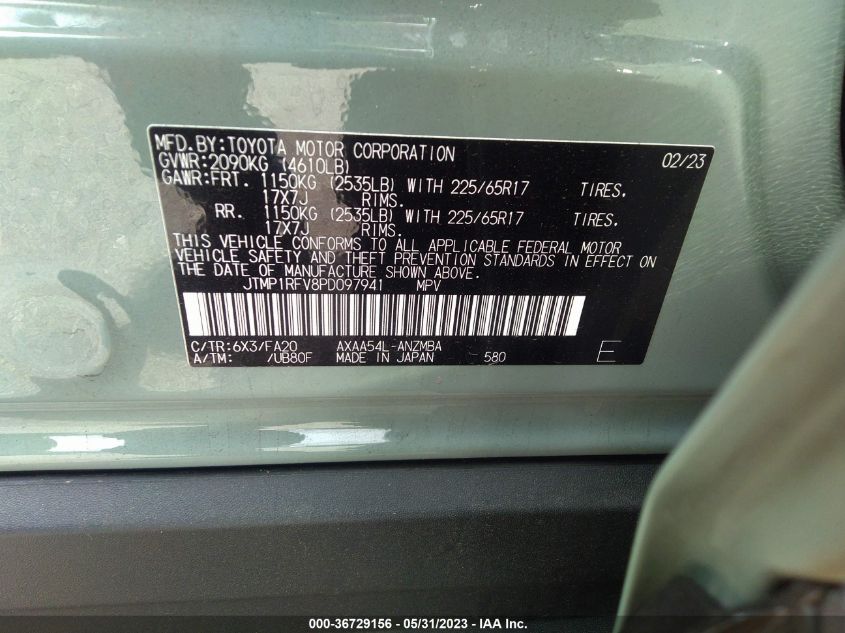 MFD.BY:TOYOTA MOTOR CORPORATION 02/23
GVWR:2090KG (4610LB)
GAWR:FRT. 1150KG (2535LB) WITH 225/65R17 TIRES.
17X7J RIMS.
RR. 1150KG (2535LB) WITH 225/65R17 TIRES.
17X7J RIMS.
THIS VEHICLE CONFORMS TO ALL APPLICABLE FEDERAL MOTOR
VEHICLE SAFETY AND THEFT PREVENTION STANDARDS IN EFFECT ON
THE DATE OF MANUFACTURE SHOWN ABOVE.
JTMP1RFV8PD097941 MPV
C/TR:6X3/FA20 AXAA54L-ANZMBA
A/TM: /UB80F MADE IN JAPAN 580 E
000-36729156 - 05/31/2023 - IAA Inc.